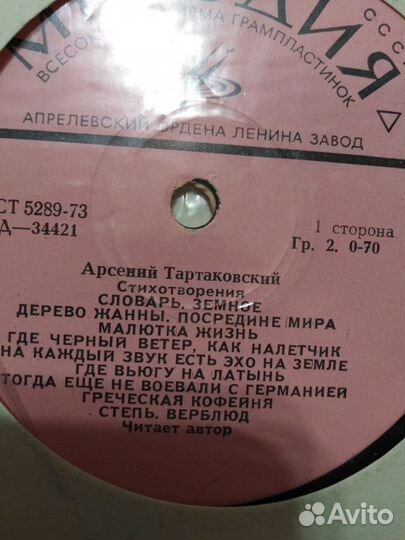 МЕЛОДИЯ
СССР
ВСЕСОЮЗНАЯ ФИРМА ГРАМПЛАСТИНОК
АПРЕЛЕВСКИЙ ОРДЕНА ЛЕНИНА ЗАВОД
СТ 5289-73
Д—34421
1 сторона
Гр. 2. 0-70
Арсений Тартаковский
Стихотворения
СЛОВАРЬ. ЗЕМНОЕ
ДЕРЕВО ЖАННЫ. ПОСРЕДИНЕ МИРА
МАЛЮТКА ЖИЗНЬ
ГДЕ ЧЕРНЫЙ ВЕТЕР, КАК НАЛЕТЧИК
НА КАЖДЫЙ ЗВУК ЕСТЬ ЭХО НА ЗЕМЛЕ
ГДЕ ВЬЮГУ НА ЛАТЫНЬ
ТОГДА ЕЩЕ НЕ ВОЕВАЛИ С ГЕРМАНИЕЙ
ГРЕЧЕСКАЯ КОФЕЙНЯ
СТЕПЬ. ВЕРБЛЮД
Читает автор
Avito